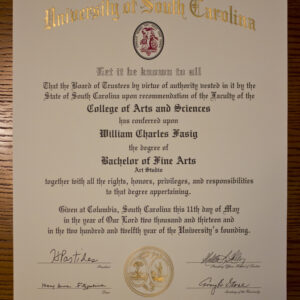 University of South Carolina
Let it be known to all
That the Board of Trustees by virtue of authority vested in it by the
State of South Carolina upon recommendation of the Faculty of the
College of Arts and Sciences
has conferred upon
William Charles Fasig
the degree of
Bachelor of Fine Arts
Art Studio
together with all the rights, honors, privileges, and responsibilities
to that degree appertaining.
Given at Columbia, South Carolina this 11th day of May
in the year of Our Lord two thousand and thirteen and
in the two hundred and twelfth year of the University's founding.
President
Dean